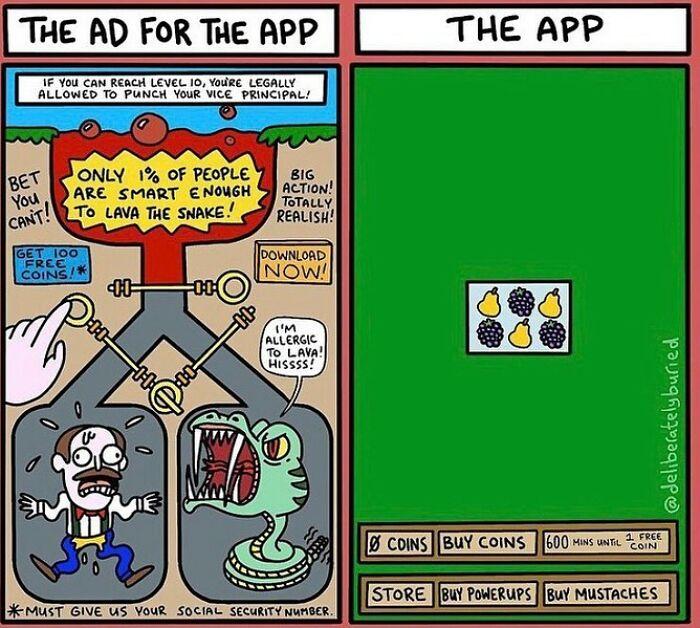 THE AD FOR THE APP
IF YOU CAN REACH LEVEL 10, YOU'RE LEGALLY
ALLOWED TO PUNCH YOUR VICE PRINCIPAL!
BET
YOU
CAN'T!
ONLY 1% OF PEOPLE
ARE SMART ENOUGH
TO LAVA THE SNAKE!
BIG
ACTION!
TOTALLY
REALISH!
GET 100
FREE
COINS!*
DOWNLOAD
NOW!
I'M
ALLERGIC
TO LAVA!
HISSSS!
*MUST GIVE US YOUR SOCIAL SECURITY NUMBER.
THE APP
@deliberatelyburied
0 COINS
BUY COINS
600 MINS UNTIL 1 FREE
COIN
STORE
BUY POWERUPS
BUY MUSTACHES